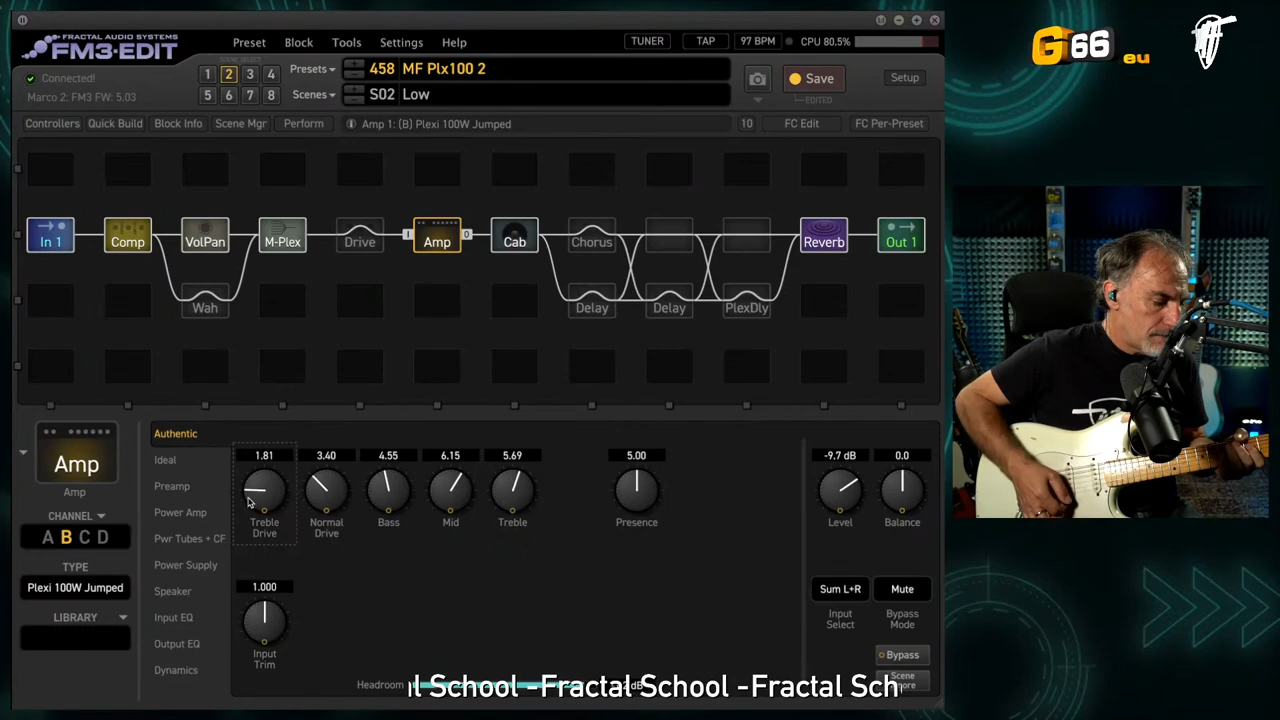 FRACTAL AUDIO SYSTEMS
FM3-EDIT
Preset Block Tools Settings Help
TUNER TAP 97 BPM CPU 80.5%
G66
eu
Connected!
Marco 2: FM3 FW: 5.03
SCENE SELECT
1 2 3 4
5 6 7 8
Presets
458 MF Plx100 2
Scenes
S02 Low
Save
EDITED
Setup
Controllers Quick Build Block Info Scene Mgr Perform
Amp 1: (B) Plexi 100W Jumped
10 FC Edit FC Per-Preset
In 1 Comp VolPan M-Plex Drive I Amp O Cab Chorus Reverb Out 1
Wah Delay Delay PlexDly
Amp
Amp
CHANNEL
A B C D
TYPE
Plexi 100W Jumped
LIBRARY
Authentic
Ideal
Preamp
Power Amp
Pwr Tubes + CF
Power Supply
Speaker
Input EQ
Output EQ
Dynamics
1.81 3.40 4.55 6.15 5.69 5.00 -9.7 dB 0.0
Treble Drive
Normal Drive
Bass
Mid
Treble
Presence
Level
Balance
1.000
Input Trim
Sum L+R
Input Select
Mute
Bypass Mode
Bypass
Scene
Headroom
l School -Fractal School -Fractal Sch